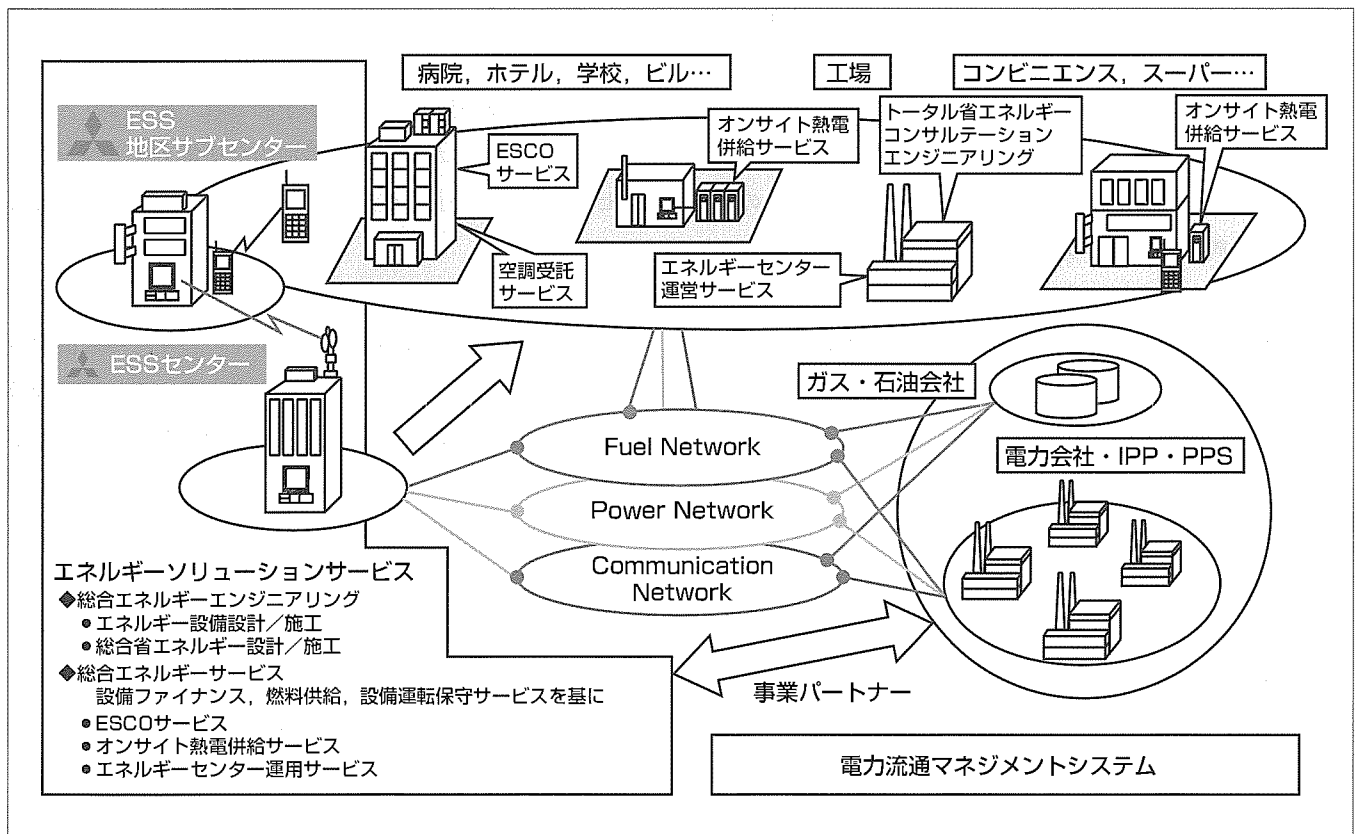 病院，ホテル，学校，ビル…
工場
コンビニエンス，スーパー…
ESS
地区サブセンター
ESCO
サービス
オンサイト熱電
併給サービス
トータル省エネルギー
コンサルテーション
エンジニアリング
オンサイト熱電
併給サービス
空調受託
サービス
エネルギーセンター
運営サービス
ESSセンター
ガス・石油会社
Fuel Network
電力会社・IPP・PPS
Power Network
Communication
Network
エネルギーソリューションサービス
◆総合エネルギーエンジニアリング
●エネルギー設備設計／施工
●総合省エネルギー設計／施工
◆総合エネルギーサービス
設備ファイナンス，燃料供給，設備運転保守サービスを基に
●ESCOサービス
●オンサイト熱電併給サービス
●エネルギーセンター運用サービス
事業パートナー
電力流通マネジメントシステム